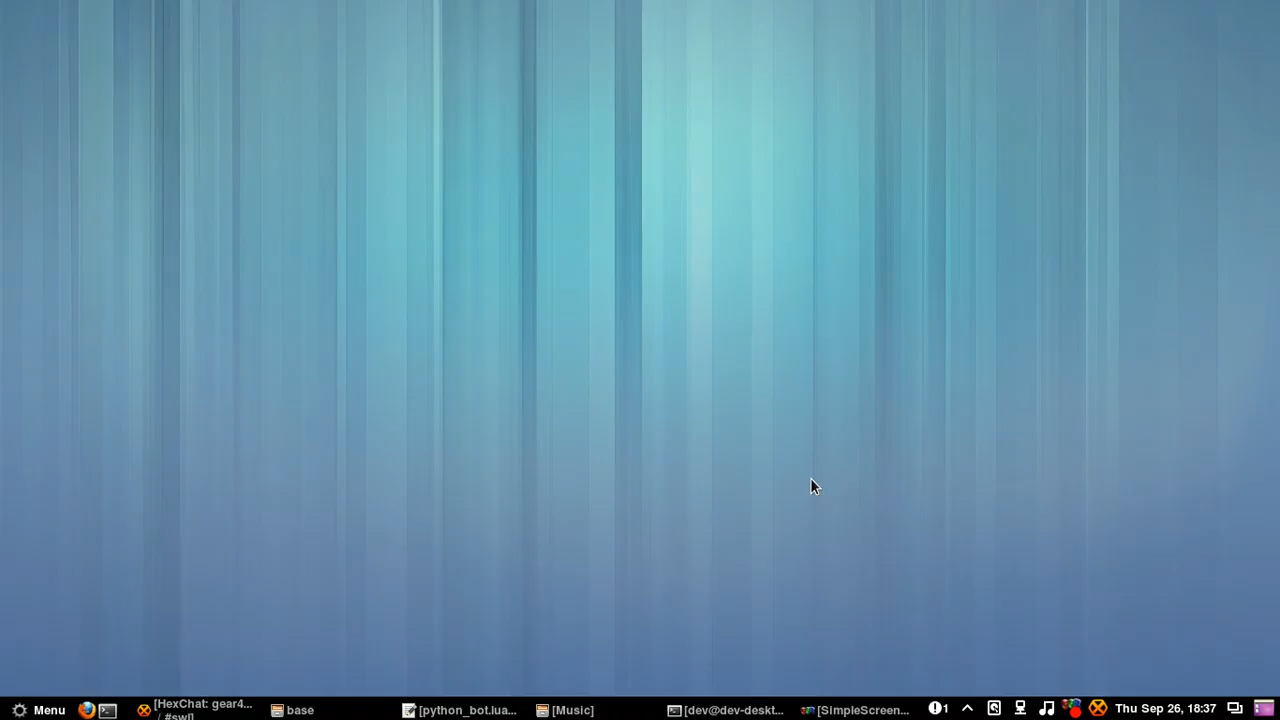 Menu
[HexChat: gear4...
/ #swl]
base
[python_bot.lua...
[Music]
[dev@dev-deskt...
[SimpleScreen...
1
Thu Sep 26, 18:37